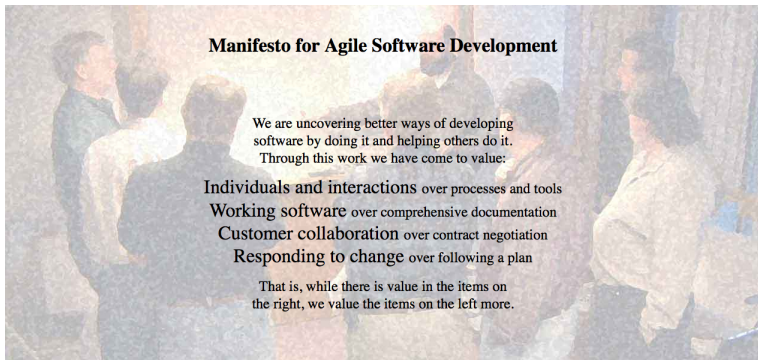 Manifesto for Agile Software Development
We are uncovering better ways of developing
software by doing it and helping others do it.
Through this work we have come to value:
Individuals and interactions over processes and tools
Working software over comprehensive documentation
Customer collaboration over contract negotiation
Responding to change over following a plan
That is, while there is value in the items on
the right, we value the items on the left more.